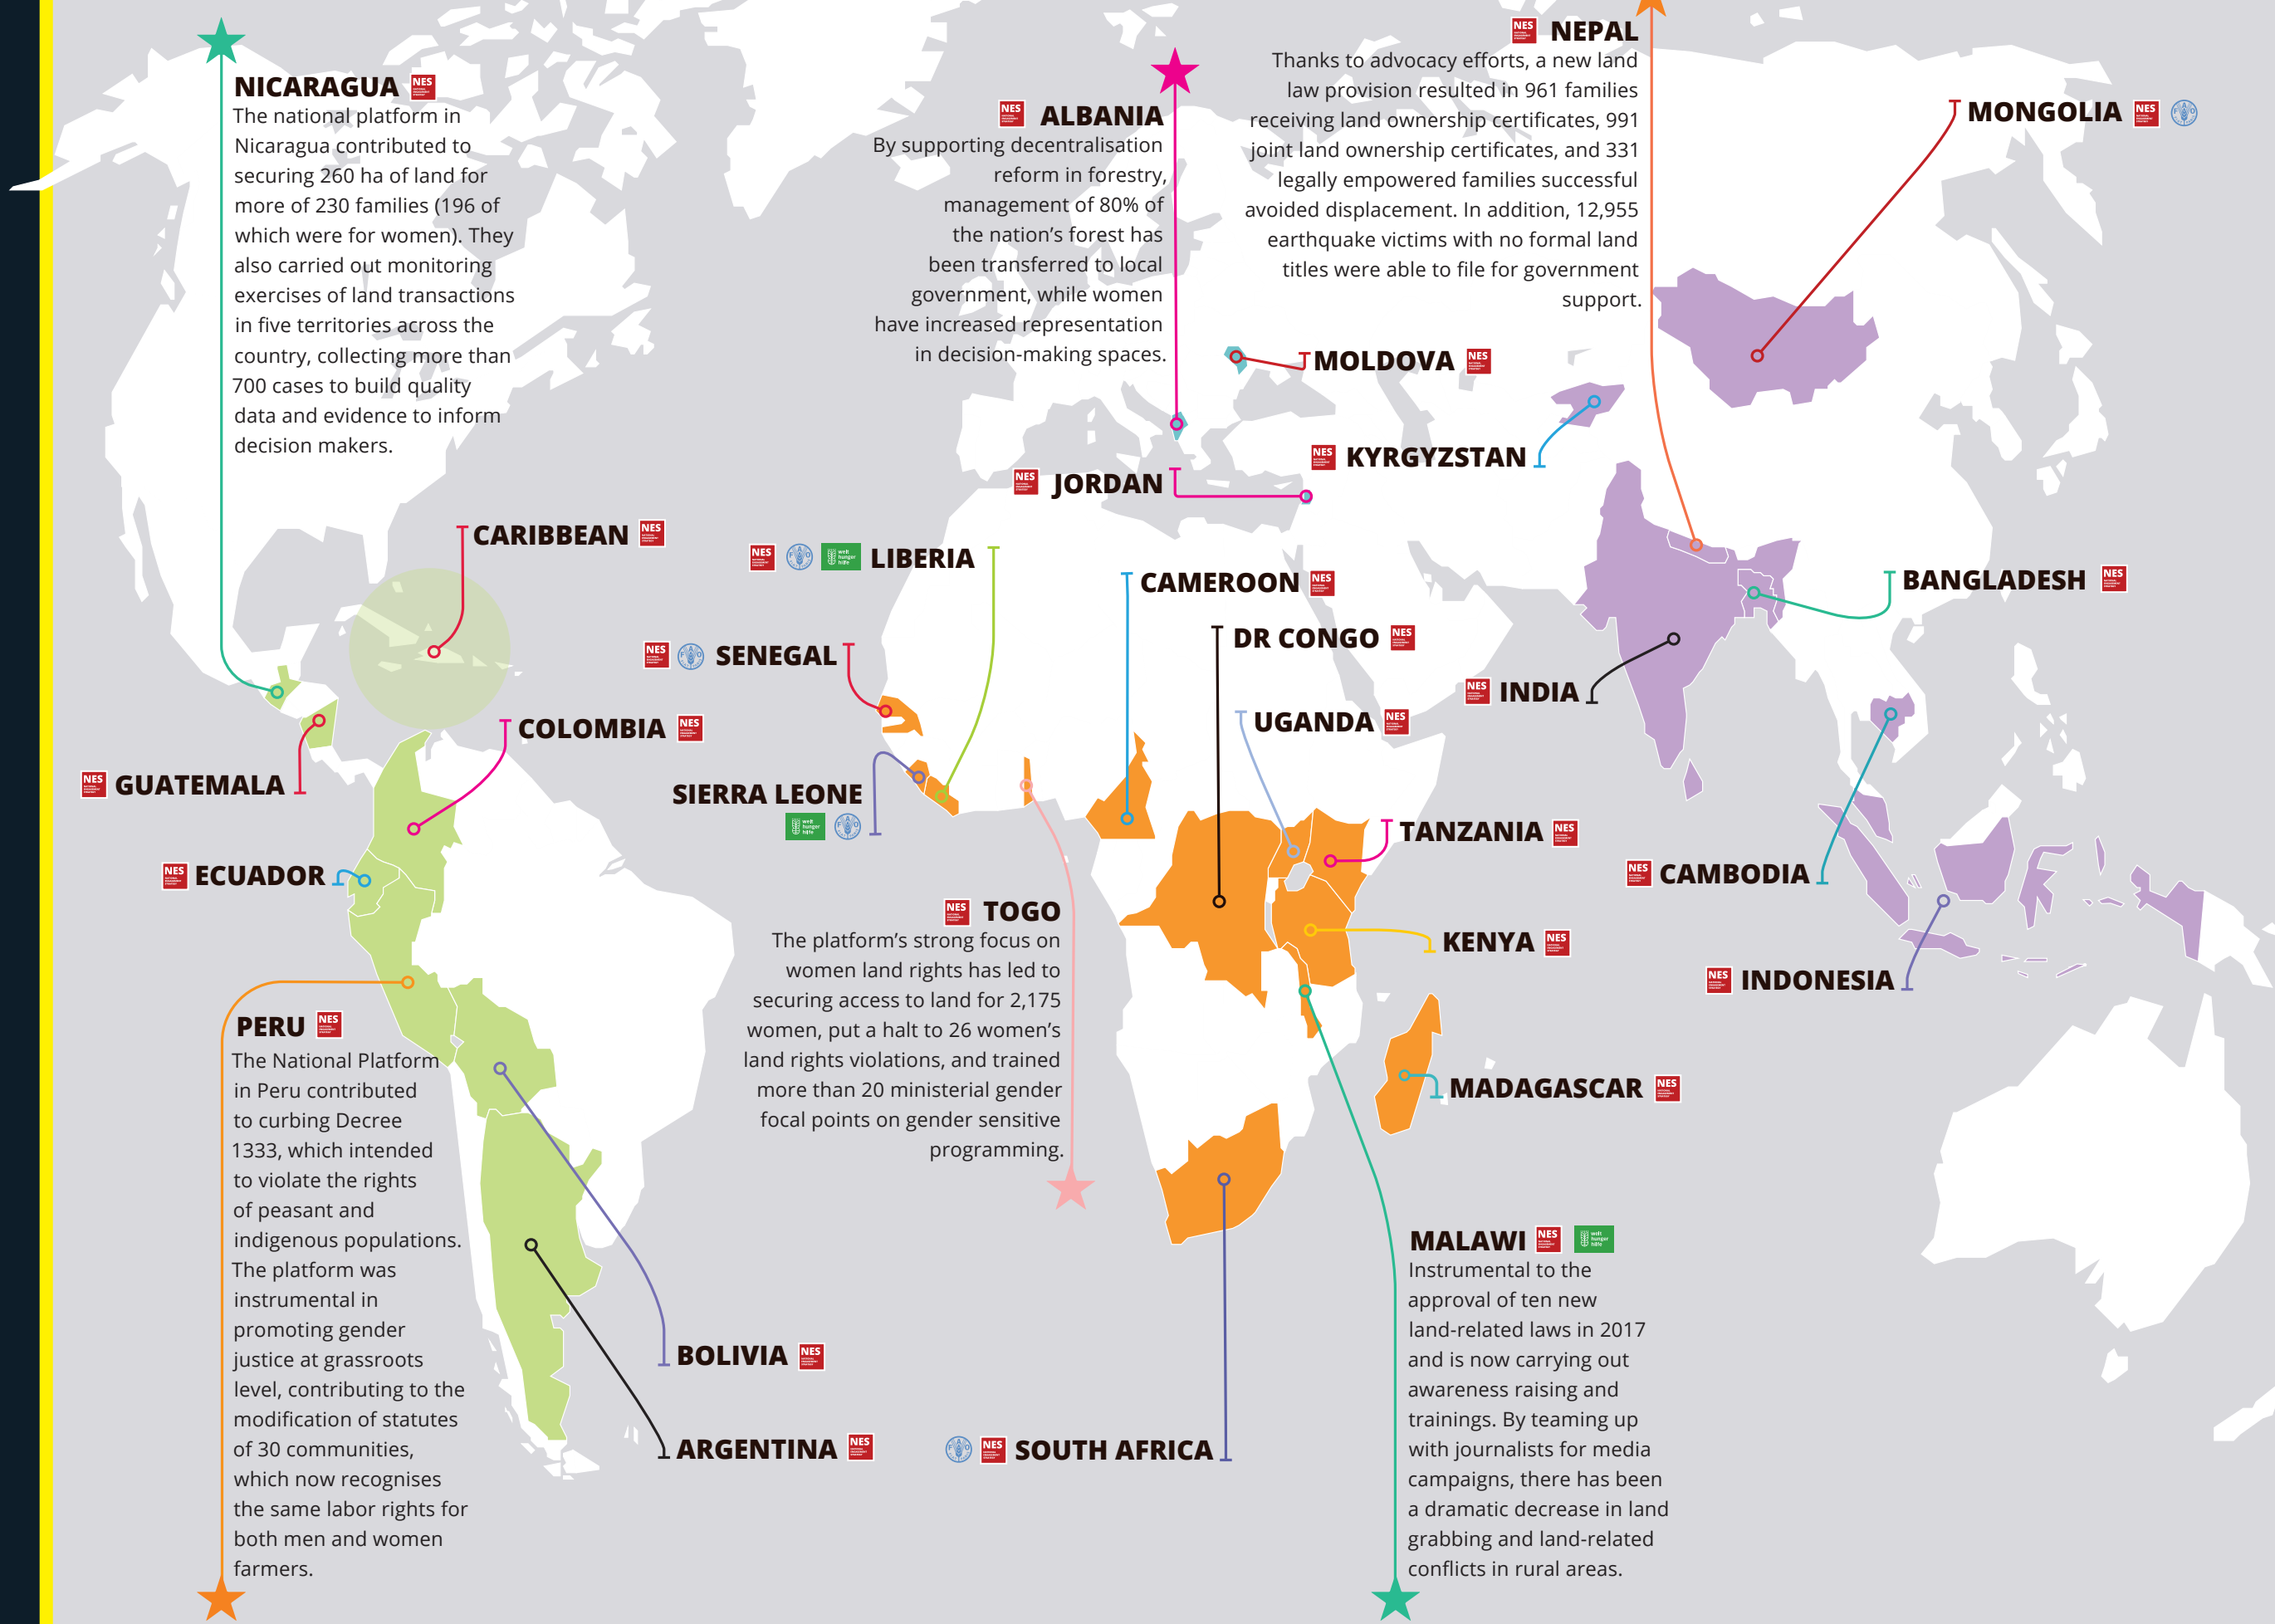 NICARAGUA NES
The national platform in
Nicaragua contributed to
securing 260 ha of land for
more of 230 families (196 of
which were for women). They
also carried out monitoring
exercises of land transactions
in five territories across the
country, collecting more than
700 cases to build quality
data and evidence to inform
decision makers.
NES ALBANIA
By supporting decentralisation
reform in forestry,
management of 80% of
the nation's forest has
been transferred to local
government, while women
have increased representation
in decision-making spaces.
NES NEPAL
Thanks to advocacy efforts, a new land
law provision resulted in 961 families
receiving land ownership certificates, 991
joint land ownership certificates, and 331
legally empowered families successful
avoided displacement. In addition, 12,955
earthquake victims with no formal land
titles were able to file for government
support.
MONGOLIA NES FAO
MOLDOVA NES
NES KYRGYZSTAN
NES JORDAN
CARIBBEAN NES
NES FAO welt hunger hilfe LIBERIA
CAMEROON NES
BANGLADESH NES
DR CONGO NES
NES FAO SENEGAL
NES INDIA
UGANDA NES
COLOMBIA NES
NES GUATEMALA
SIERRA LEONE
welt hunger hilfe FAO
TANZANIA NES
NES ECUADOR
NES CAMBODIA
NES TOGO
The platform's strong focus on
women land rights has led to
securing access to land for 2,175
women, put a halt to 26 women's
land rights violations, and trained
more than 20 ministerial gender
focal points on gender sensitive
programming.
KENYA NES
NES INDONESIA
PERU NES
The National Platform
in Peru contributed
to curbing Decree
1333, which intended
to violate the rights
of peasant and
indigenous populations.
The platform was
instrumental in
promoting gender
justice at grassroots
level, contributing to the
modification of statutes
of 30 communities,
which now recognises
the same labor rights for
both men and women
farmers.
MADAGASCAR NES
MALAWI NES welt hunger hilfe
Instrumental to the
approval of ten new
land-related laws in 2017
and is now carrying out
awareness raising and
trainings. By teaming up
with journalists for media
campaigns, there has been
a dramatic decrease in land
grabbing and land-related
conflicts in rural areas.
BOLIVIA NES
ARGENTINA NES
FAO NES SOUTH AFRICA